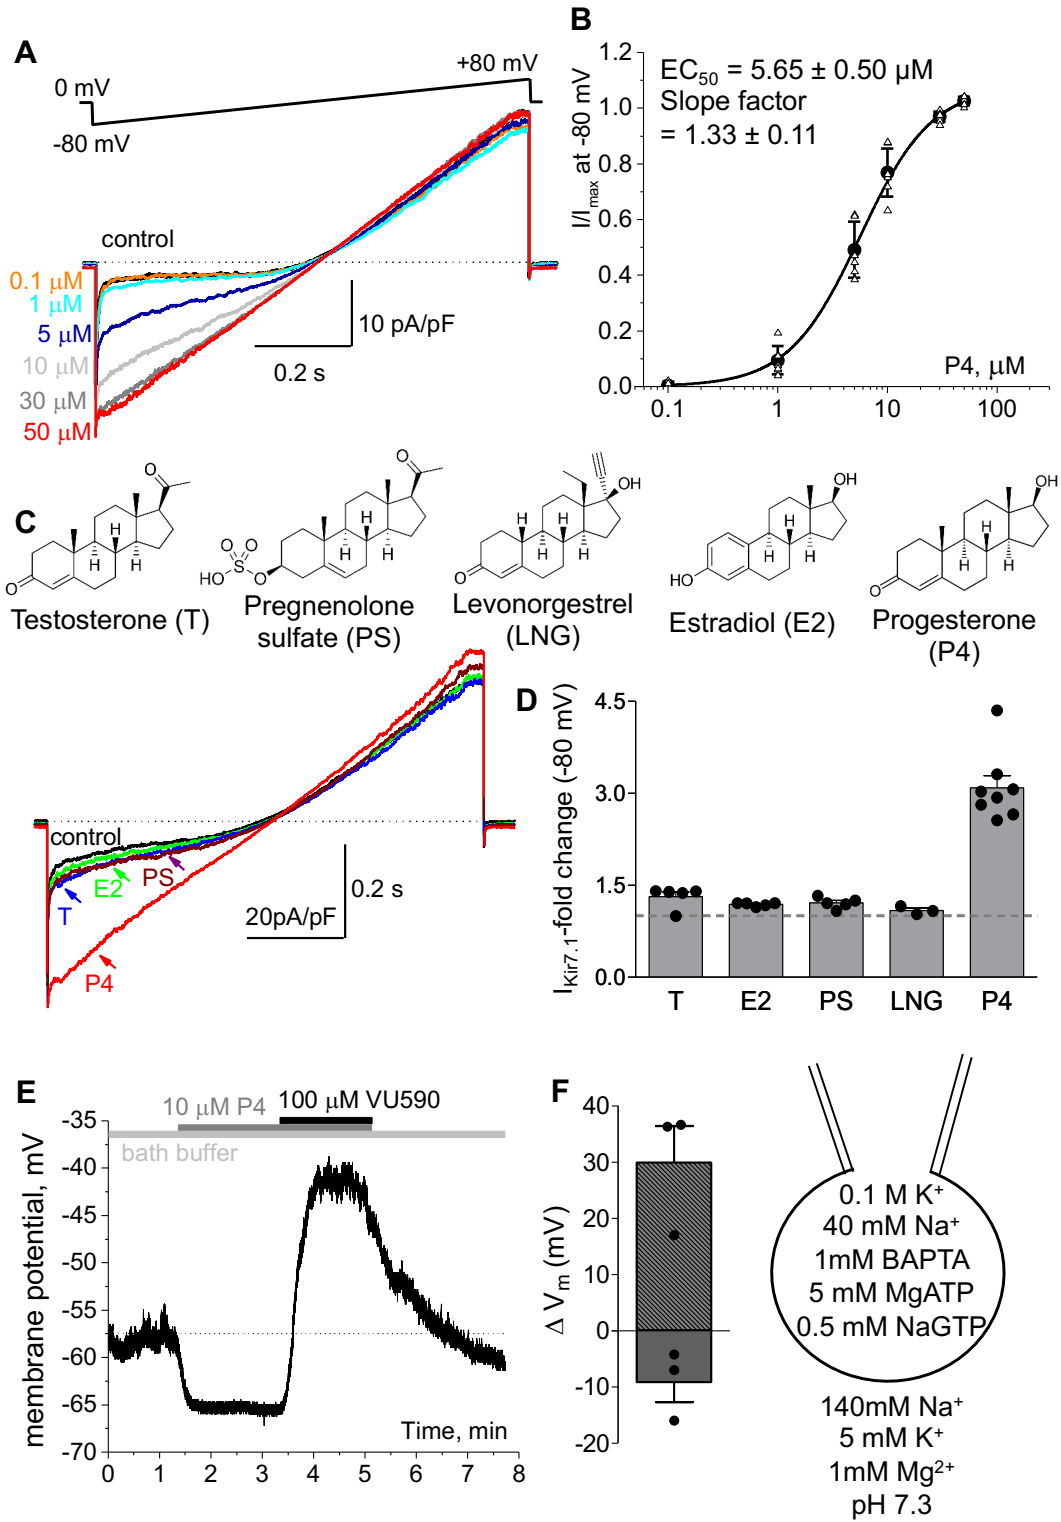 A
0 mV
+80 mV
-80 mV
control
0.1 μM
1 μM
5 μM
10 μM
30 μM
50 μM
10 pA/pF
0.2 s
B
EC50 = 5.65 ± 0.50 μM
Slope factor
= 1.33 ± 0.11
I/Imax at -80 mV
1.2
1.0
0.8
0.6
0.4
0.2
0.0
P4, μM
0.1
1
10
100
C
O
H
H
H
O
Testosterone (T)
O
H
H
H
O
O
S
HO
O
Pregnenolone
sulfate (PS)
OH
H
H
H
H
O
Levonorgestrel
(LNG)
OH
H
H
H
HO
Estradiol (E2)
OH
H
H
H
O
Progesterone
(P4)
control
E2
PS
T
P4
0.2 s
20pA/pF
D
IKir7.1-fold change (-80 mV)
4.5
3.0
1.5
0.0
T
E2
PS
LNG
P4
E
100 μM VU590
10 μM P4
bath buffer
membrane potential, mV
-35
-40
-45
-50
-55
-60
-65
-70
Time, min
0
1
2
3
4
5
6
7
8
F
Δ Vm (mV)
40
30
20
10
0
-10
-20
0.1 M K+
40 mM Na+
1mM BAPTA
5 mM MgATP
0.5 mM NaGTP
140mM Na+
5 mM K+
1mM Mg2+
pH 7.3